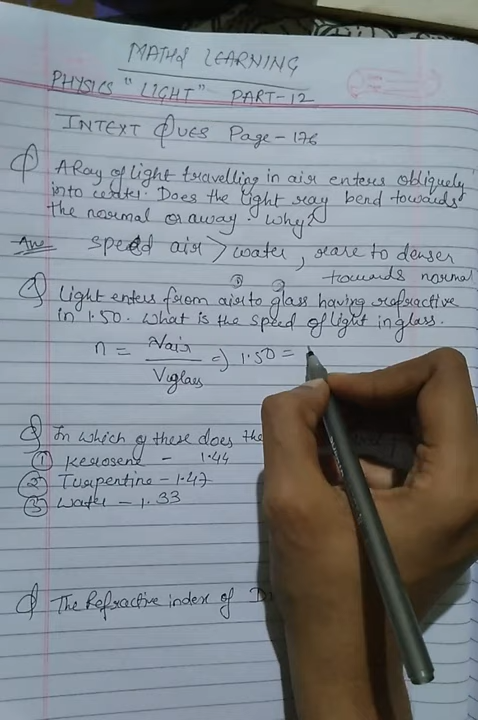 MATHS LEARNING
PHYSICS "LIGHT" PART-12
INTEXT QUES Page-176
Q A Ray of light travelling in air enters obliquely
into water. Does the light ray bend towards
the normal or away. Why?
Ans speed air > water, rare to denser
towards normal
① ②
Q Light enters from air to glass having refractive
in 1.50. What is the speed of light in glass.
n = Vair / Vglass => 1.50 =
Q In which of these does the
① Kerosene - 1.44
② Turpentine - 1.47
③ Water - 1.33
Q The Refractive index of